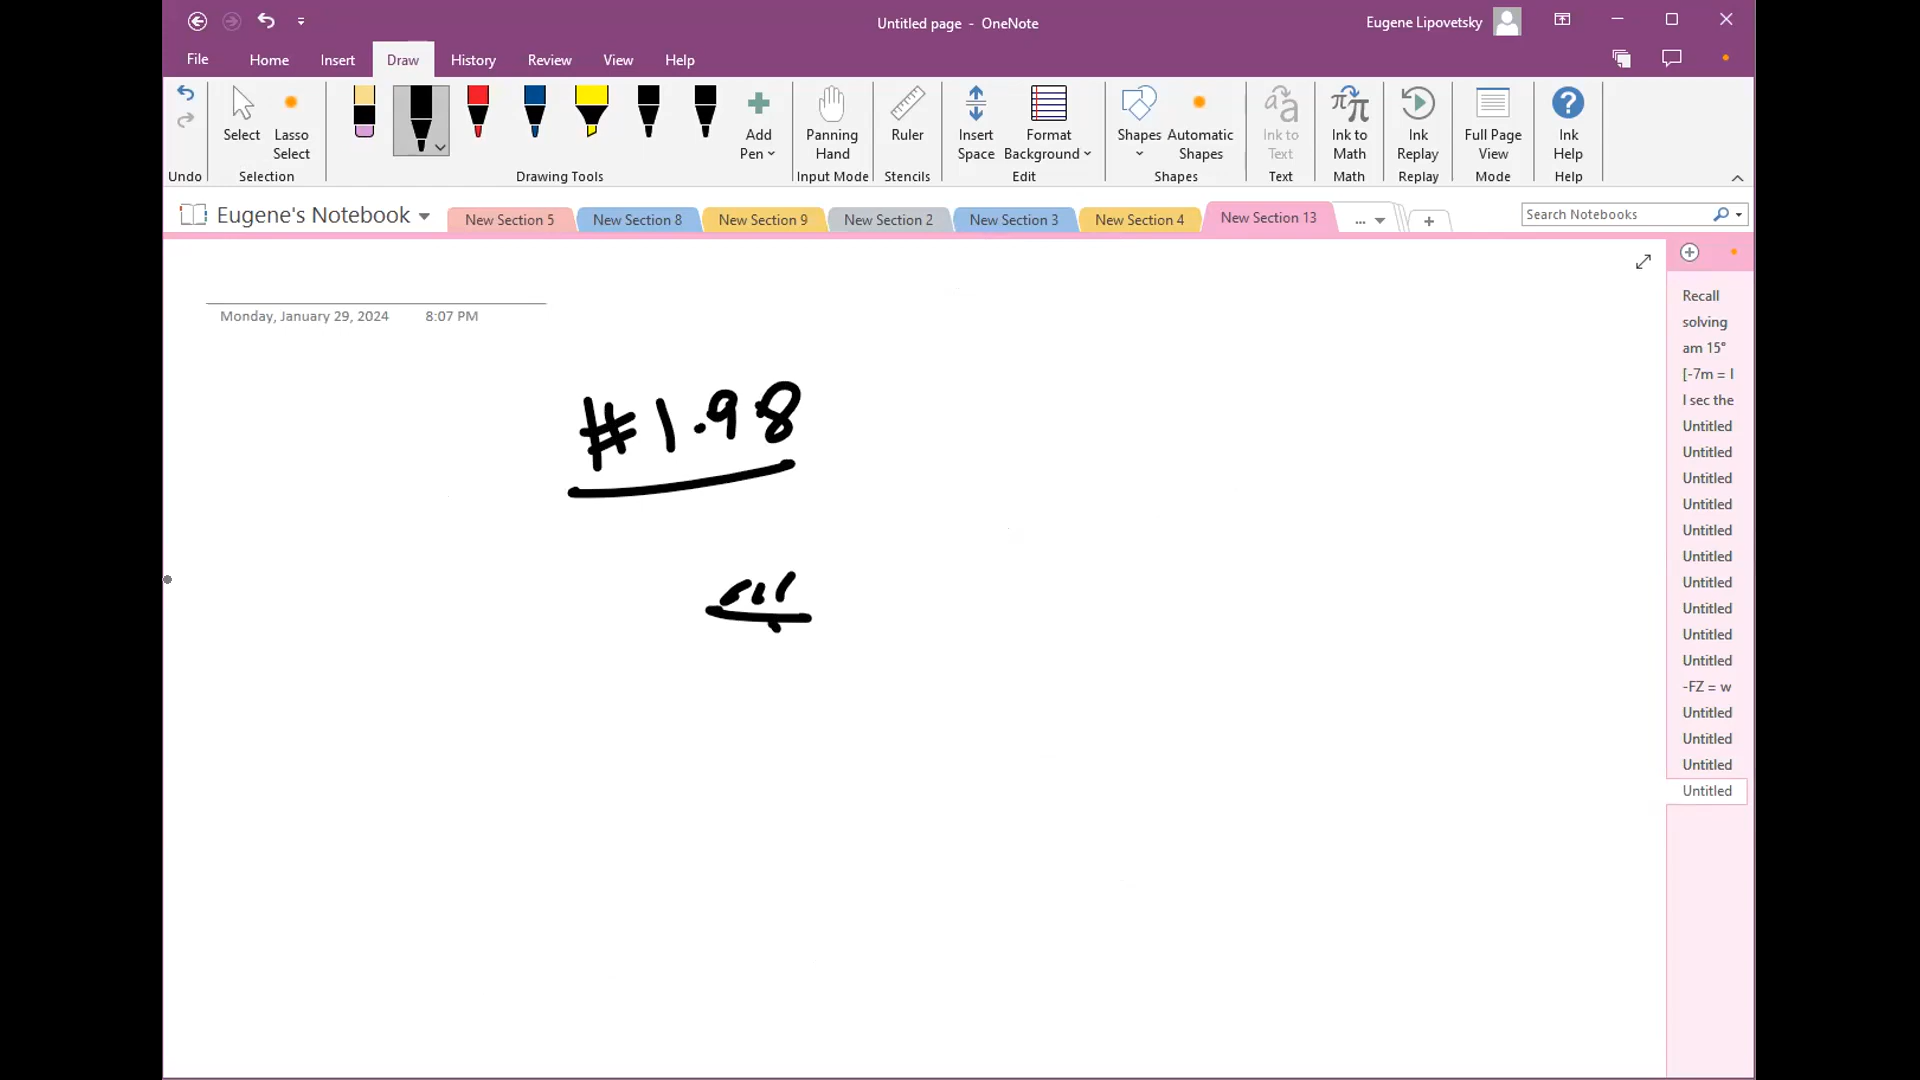 Untitled page - OneNote
Eugene Lipovetsky
File Home Insert Draw History Review View Help
Select
Lasso Select
Add Pen
Panning Hand
Ruler
Insert Space
Format Background
Shapes
Automatic Shapes
Ink to Text
Ink to Math
Ink Replay
Full Page View
Ink Help
Undo Selection Drawing Tools Input Mode Stencils Edit Shapes Text Math Replay Mode Help
Eugene's Notebook
New Section 5 New Section 8 New Section 9 New Section 2 New Section 3 New Section 4 New Section 13 ...
Search Notebooks
Monday, January 29, 2024 8:07 PM
#1.98
Recall
solving
am 15°
[-7m = I
I sec the
Untitled
Untitled
Untitled
Untitled
Untitled
Untitled
Untitled
Untitled
Untitled
Untitled
-FZ = w
Untitled
Untitled
Untitled
Untitled